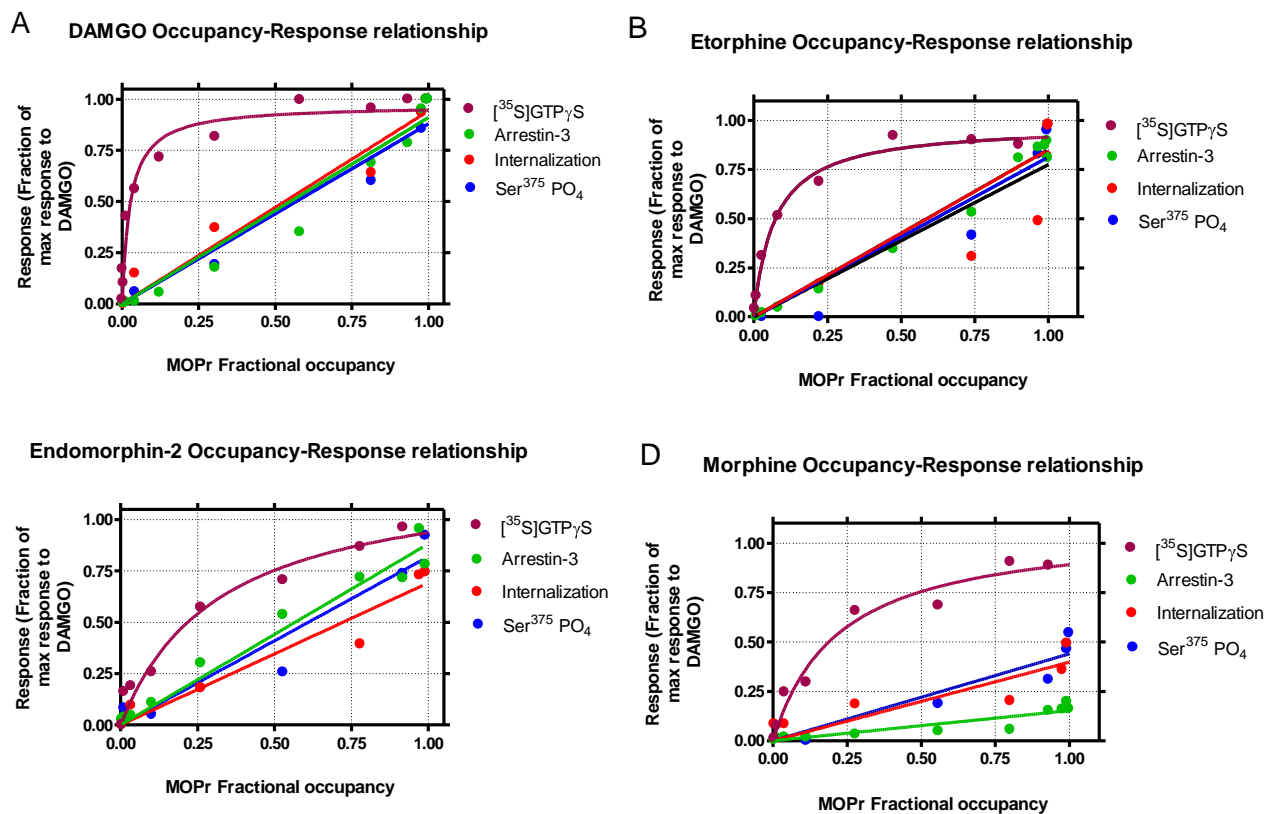 A
DAMGO Occupancy-Response relationship
Response (Fraction of
max response to
DAMGO)
1.00
0.75
0.50
0.25
0.00
0.00 0.25 0.50 0.75 1.00
MOPr Fractional occupancy
[³⁵S]GTPγS
Arrestin-3
Internalization
Ser³⁷⁵ PO₄
B
Etorphine Occupancy-Response relationship
Response (Fraction of
max response to
DAMGO)
1.00
0.75
0.50
0.25
0.00
0.00 0.25 0.50 0.75 1.00
MOPr Fractional occupancy
[³⁵S]GTPγS
Arrestin-3
Internalization
Ser³⁷⁵ PO₄
Endomorphin-2 Occupancy-Response relationship
Response (Fraction of
max response to
DAMGO)
1.00
0.75
0.50
0.25
0.00
0.00 0.25 0.50 0.75 1.00
MOPr Fractional occupancy
[³⁵S]GTPγS
Arrestin-3
Internalization
Ser³⁷⁵ PO₄
D
Morphine Occupancy-Response relationship
Response (Fraction of
max response to
DAMGO)
1.00
0.75
0.50
0.25
0.00
0.00 0.25 0.50 0.75 1.00
MOPr Fractional occupancy
[³⁵S]GTPγS
Arrestin-3
Internalization
Ser³⁷⁵ PO₄